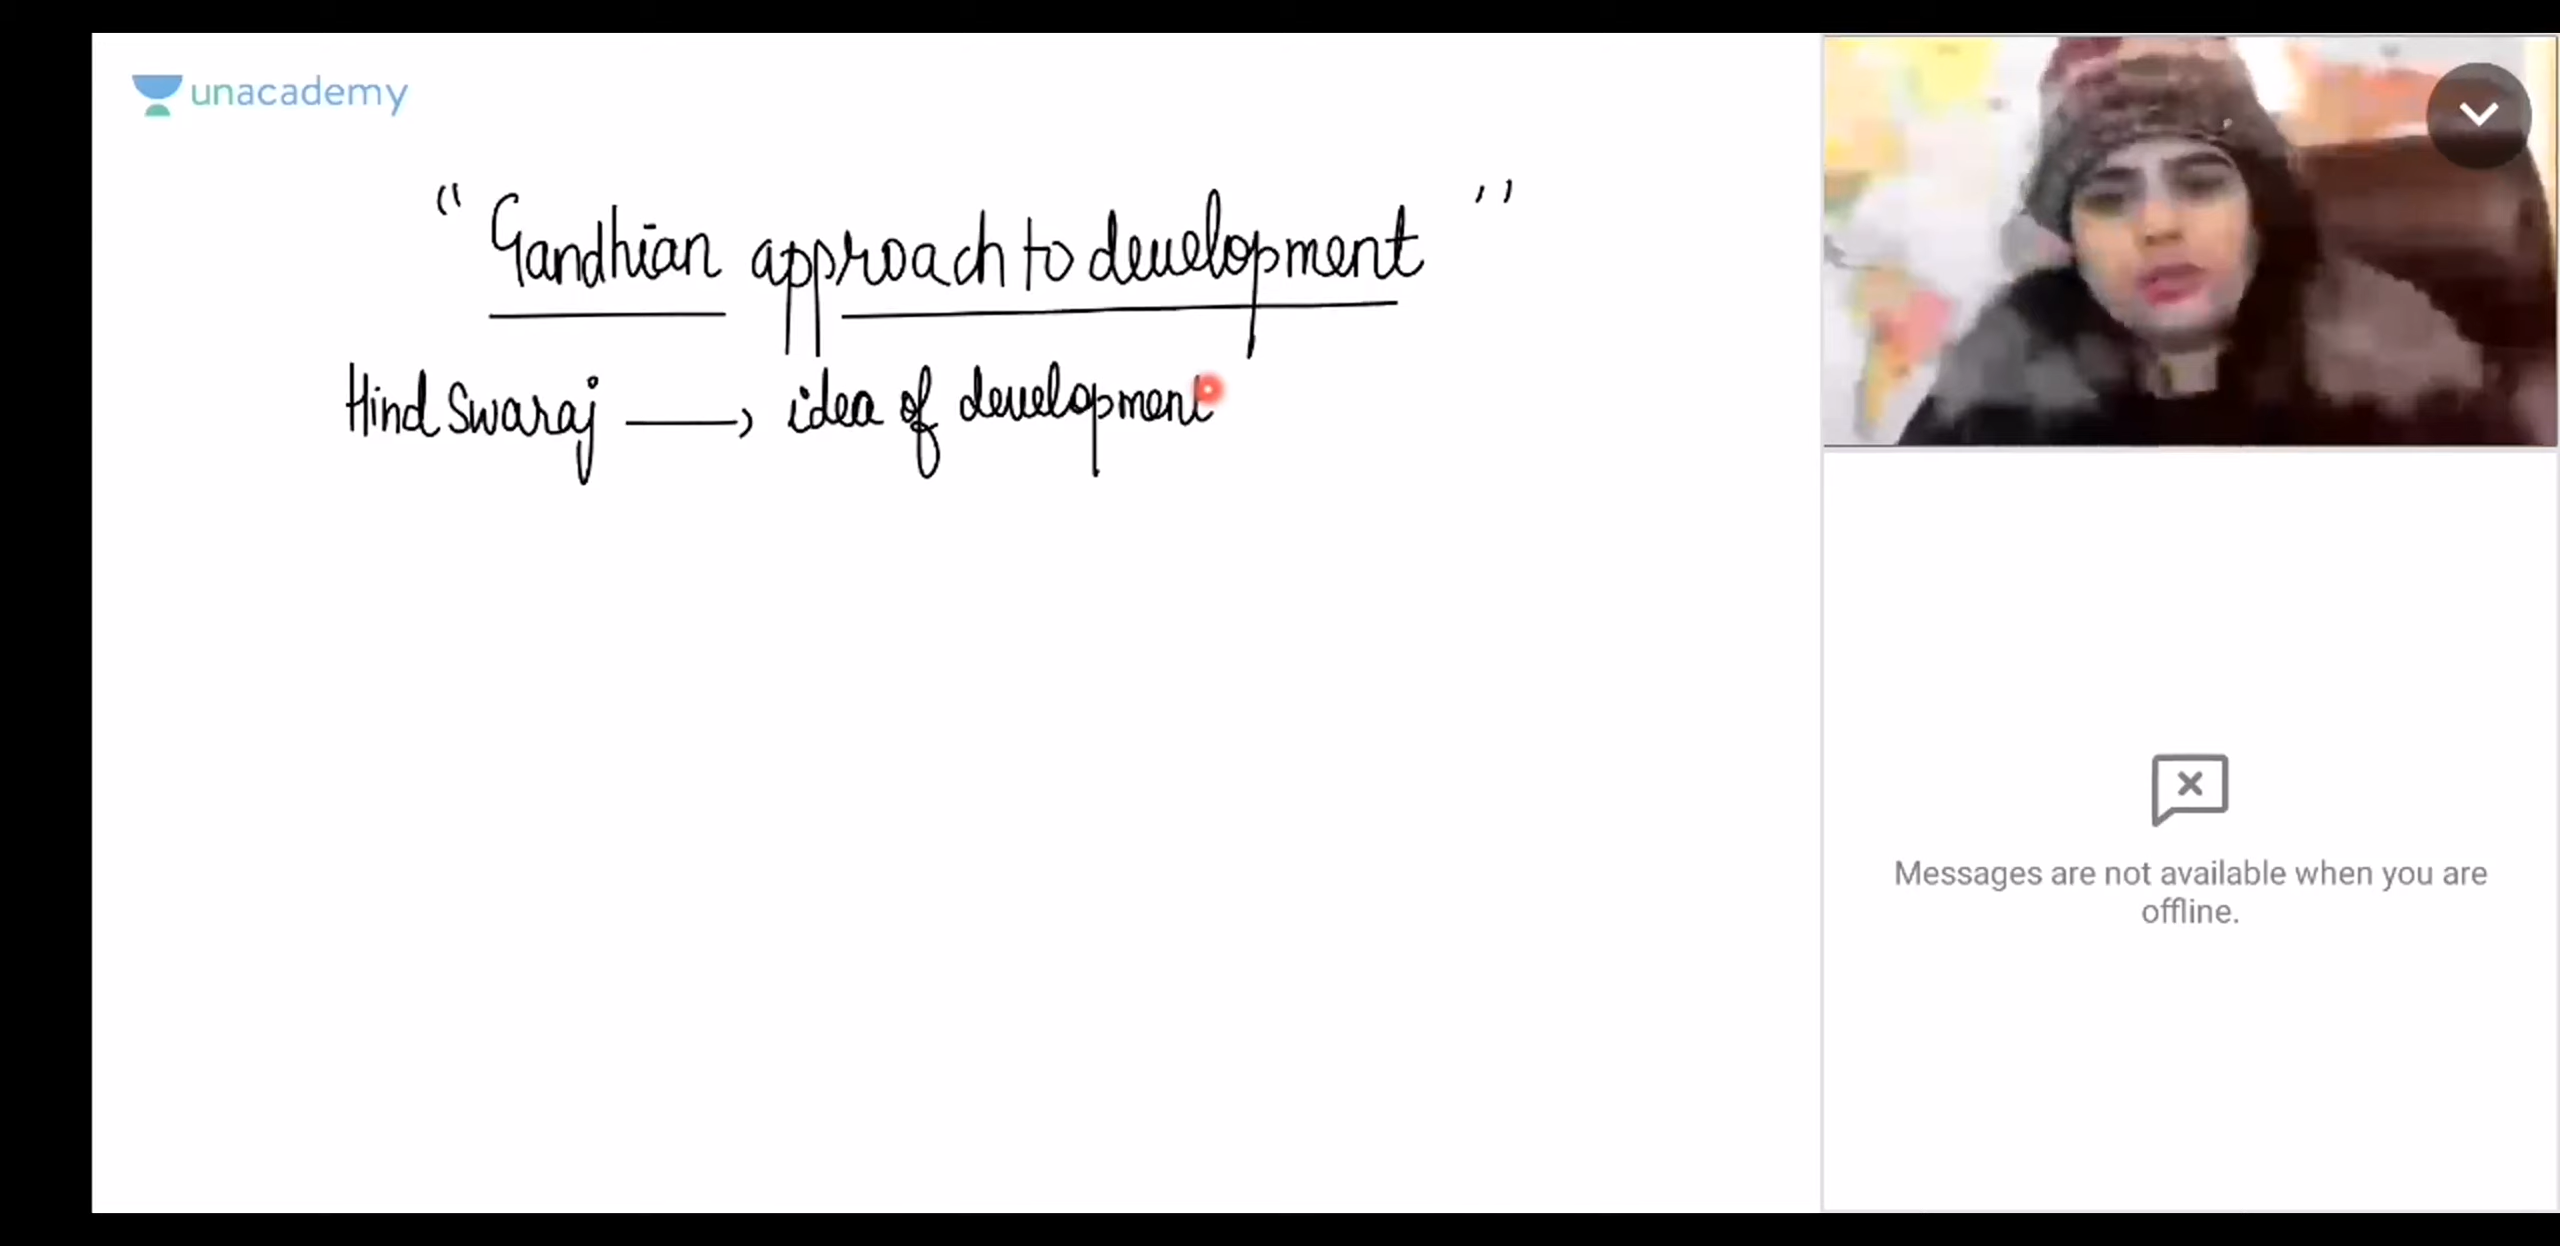 unacademy
“ Gandhian approach to development ”
Hind Swaraj ⟶ idea of development
Messages are not available when you are
offline.